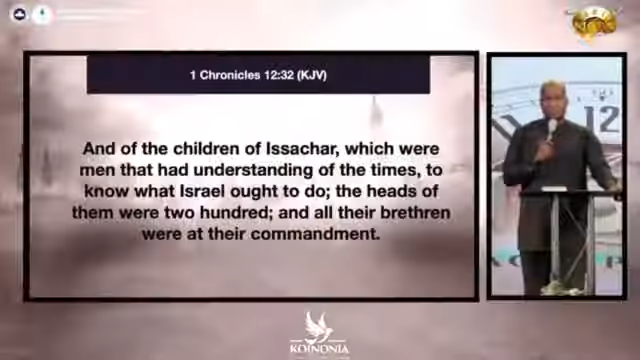 1 Chronicles 12:32 (KJV)
And of the children of Issachar, which were
men that had understanding of the times, to
know what Israel ought to do; the heads of
them were two hundred; and all their brethren
were at their commandment.
12
KOINONIA